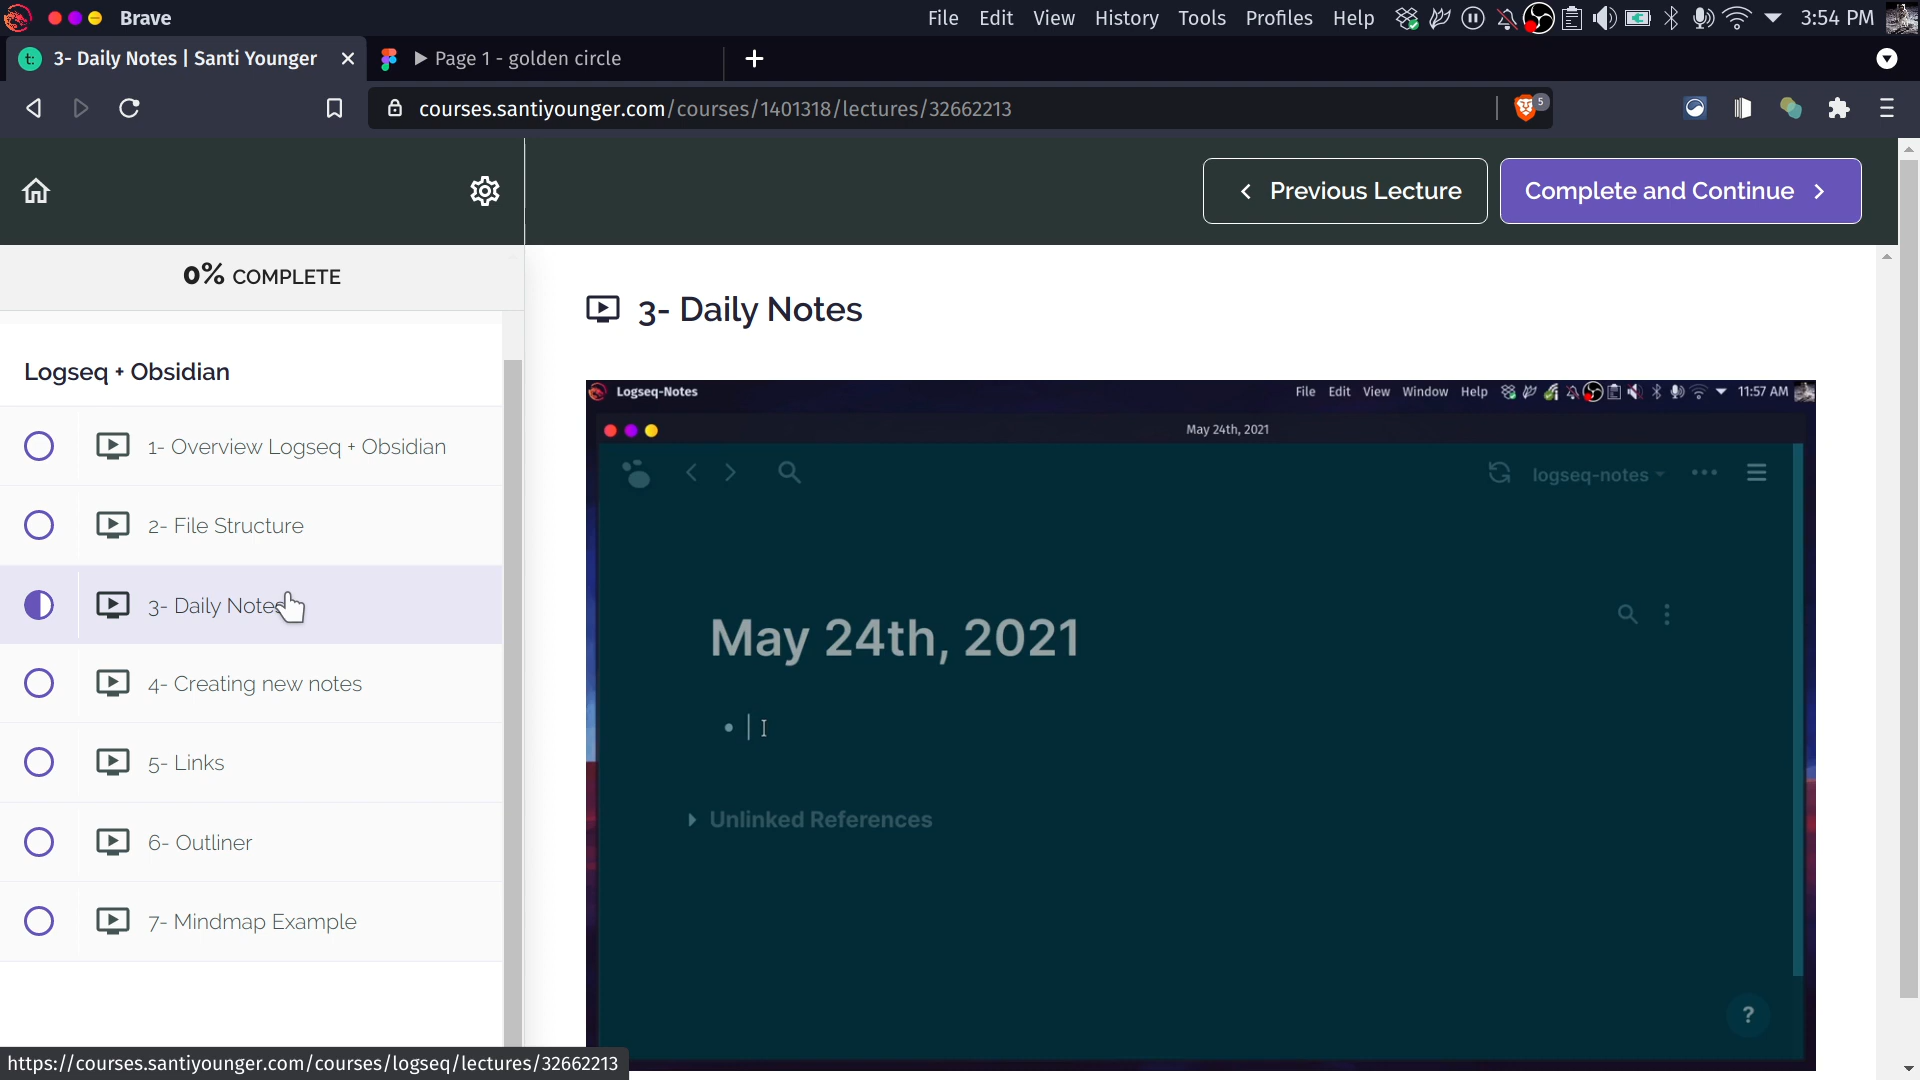 Brave File Edit View History Tools Profiles Help 3:54 PM
t: 3- Daily Notes | Santi Younger Page 1 - golden circle
courses.santiyounger.com/courses/1401318/lectures/32662213 5
Previous Lecture Complete and Continue
0% COMPLETE
Logseq + Obsidian
1- Overview Logseq + Obsidian
2- File Structure
3- Daily Notes
4- Creating new notes
5- Links
6- Outliner
7- Mindmap Example
https://courses.santiyounger.com/courses/logseq/lectures/32662213
3- Daily Notes
Logseq-Notes File Edit View Window Help 11:57 AM
May 24th, 2021
logseq-notes
May 24th, 2021
Unlinked References
?